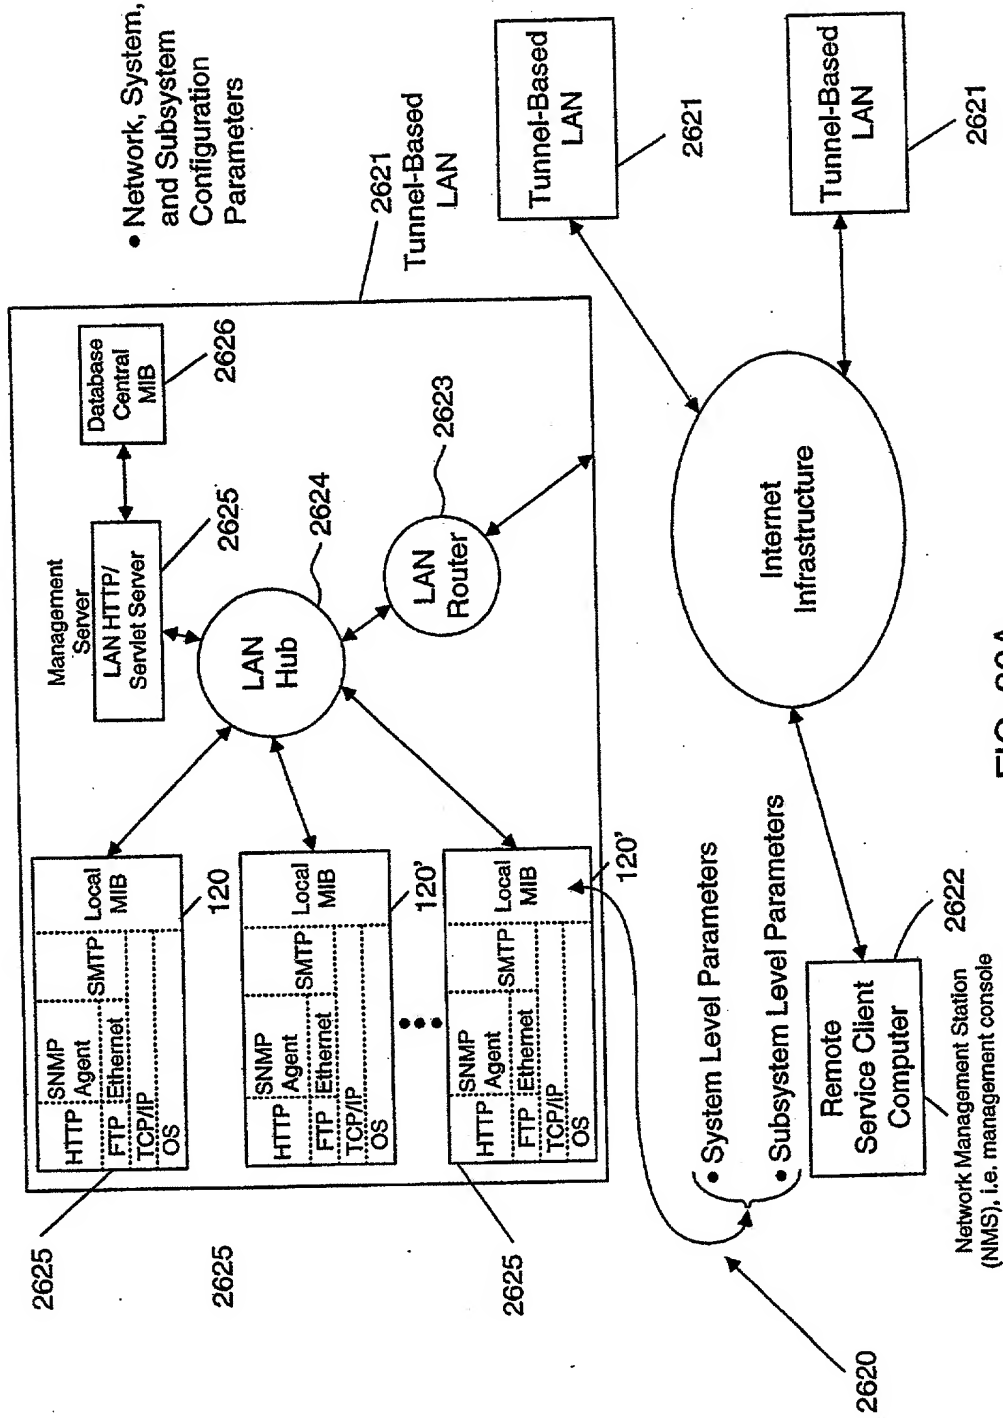 • Network, System,
and Subsystem
Configuration
Parameters
2621
Tunnel-Based
LAN
Management
Server
LAN HTTP/
Servlet Server
2625
Database
Central
MIB
2626
LAN
Hub
2624
LAN
Router
2623
2625
HTTP
SNMP
Agent
SMTP
Local
MIB
FTP
Ethernet
TCP/IP
OS
120
2625
HTTP
SNMP
Agent
SMTP
Local
MIB
FTP
Ethernet
TCP/IP
OS
120'
2625
HTTP
SNMP
Agent
SMTP
Local
MIB
FTP
Ethernet
TCP/IP
OS
120'
2620
• System Level Parameters
• Subsystem Level Parameters
Remote
Service Client
Computer
2622
Network Management Station
(NMS), i.e. management console
Internet
Infrastructure
Tunnel-Based
LAN
2621
Tunnel-Based
LAN
2621